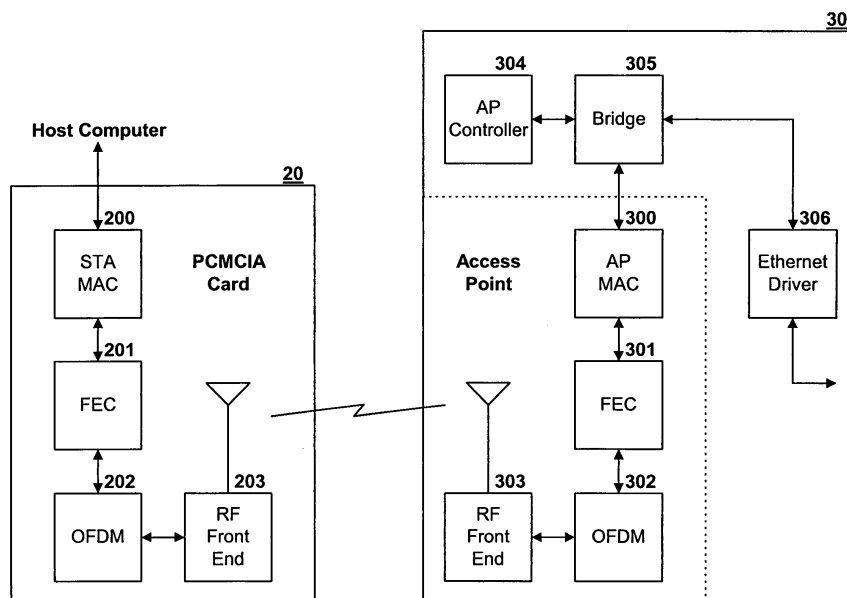 30
304
305
AP
Controller
Bridge
Host Computer
20
200
STA
MAC
PCMCIA
Card
Access
Point
300
AP
MAC
306
Ethernet
Driver
201
FEC
301
FEC
202
OFDM
203
RF
Front
End
303
RF
Front
End
302
OFDM